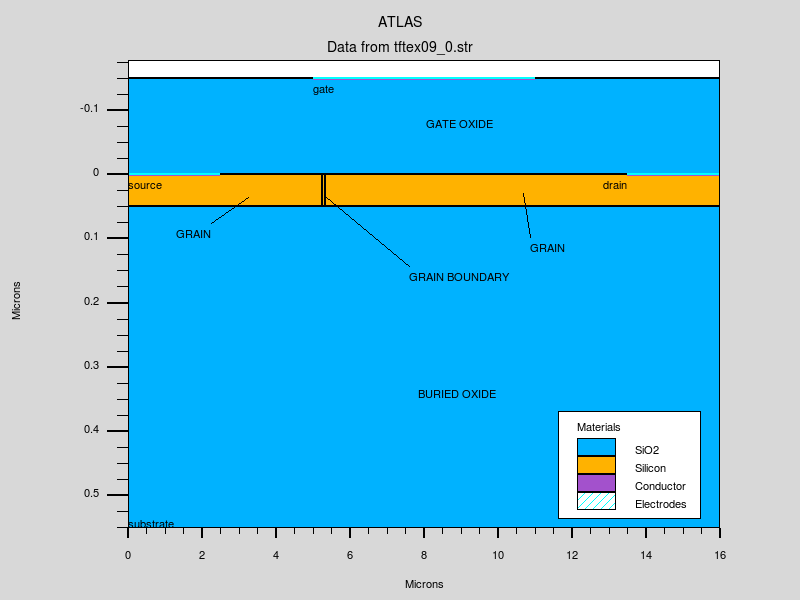 ATLAS
Data from tftex09_0.str
gate
GATE OXIDE
-0.1
0
source
drain
GRAIN
GRAIN
GRAIN BOUNDARY
0.1
0.2
0.3
0.4
0.5
Microns
BURIED OXIDE
Materials
SiO2
Silicon
Conductor
Electrodes
substrate
0 2 4 6 8 10 12 14 16
Microns